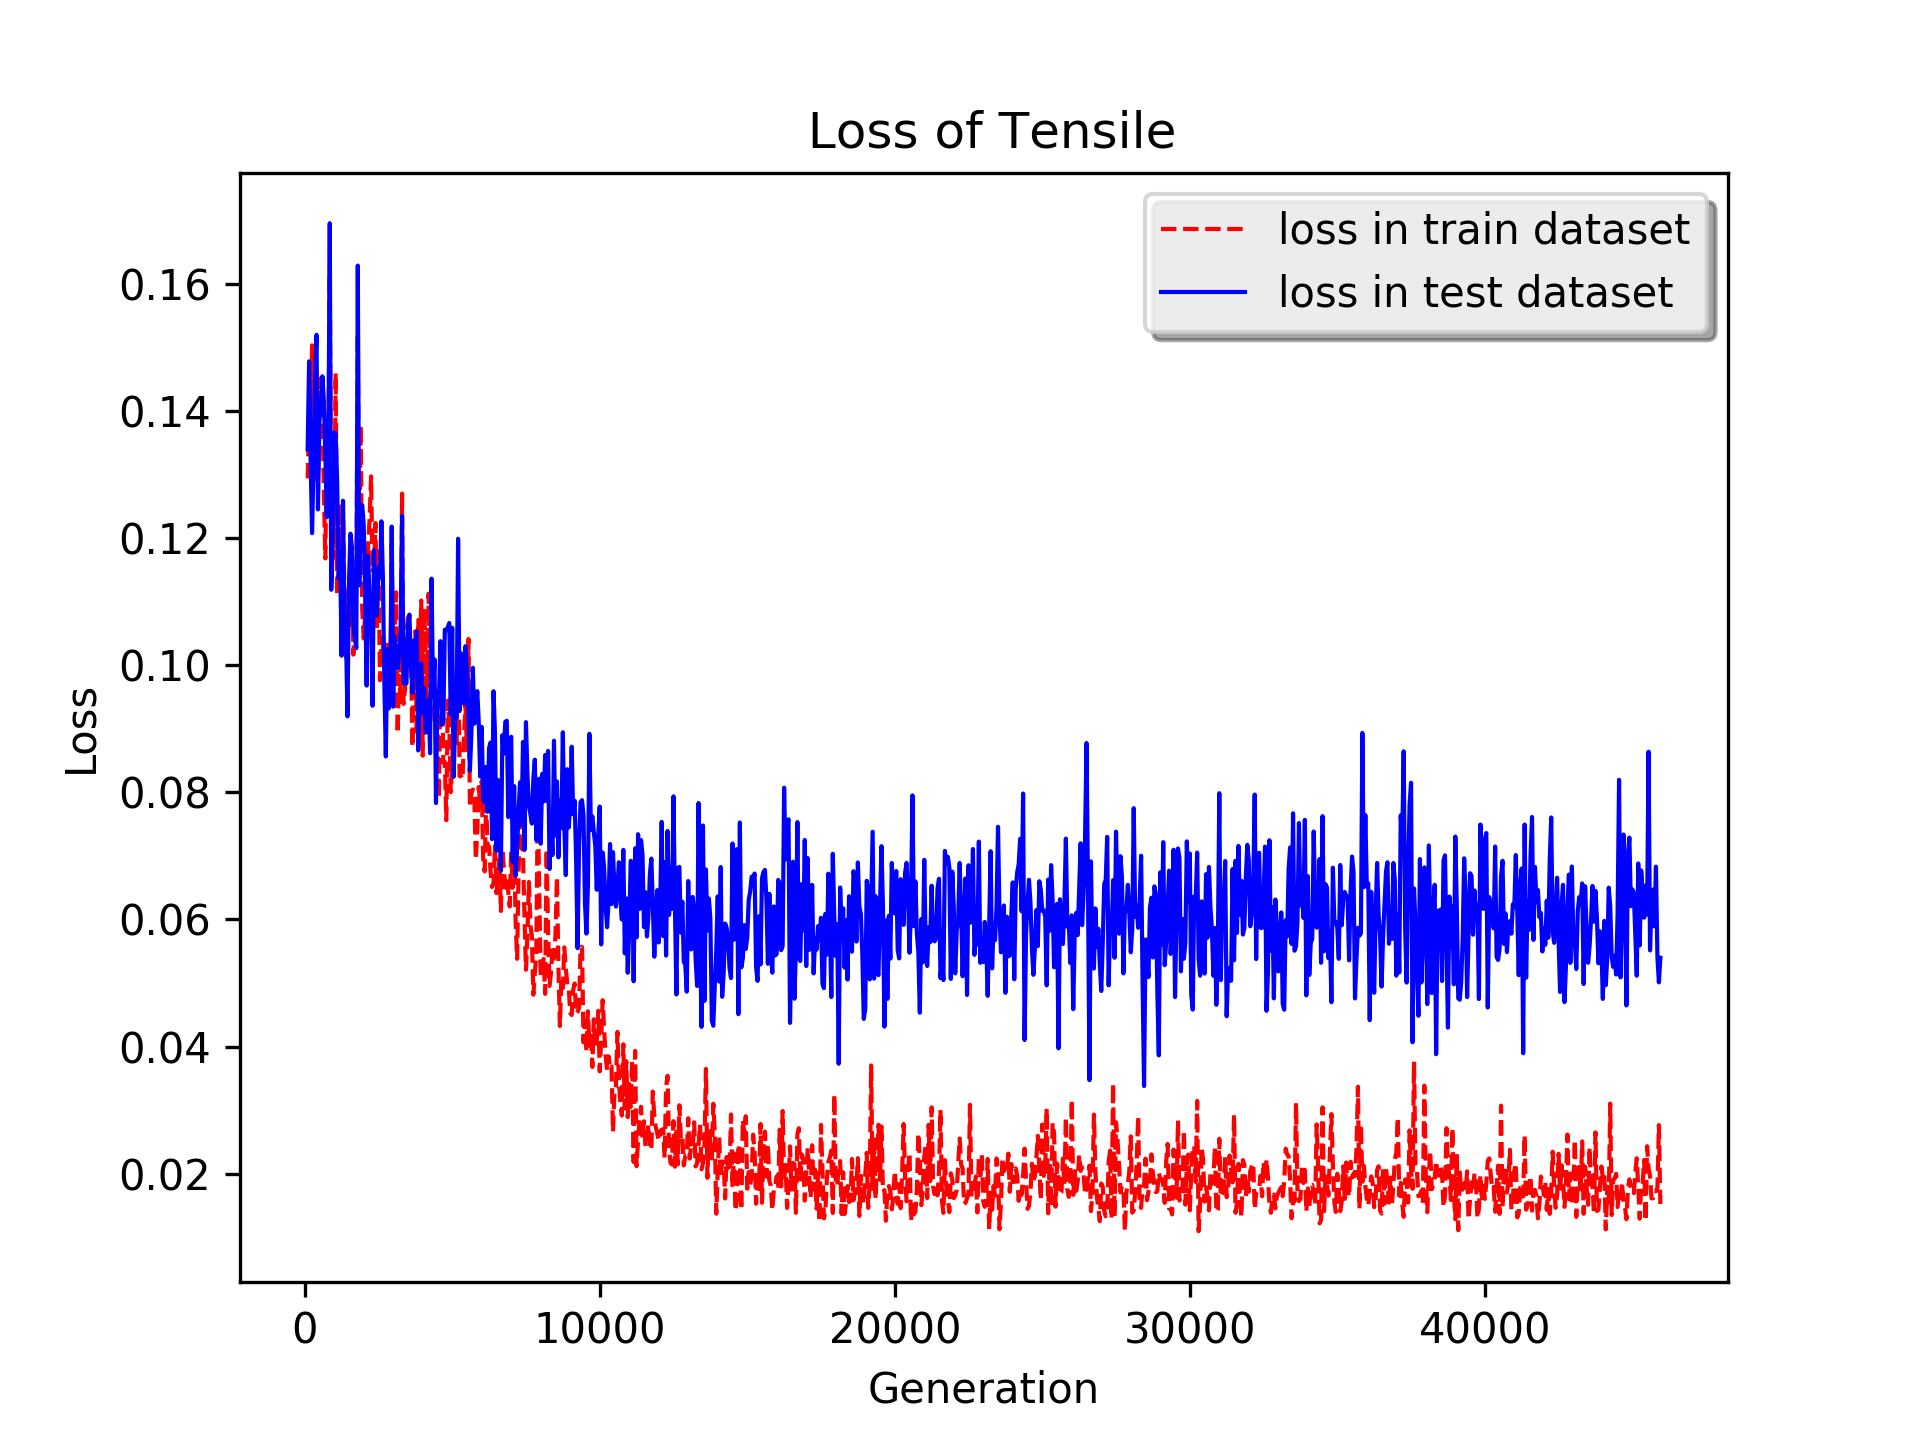 Loss of Tensile
loss in train dataset
loss in test dataset
0.16
0.14
0.12
0.10
0.08
0.06
0.04
0.02
Loss
0 10000 20000 30000 40000
Generation